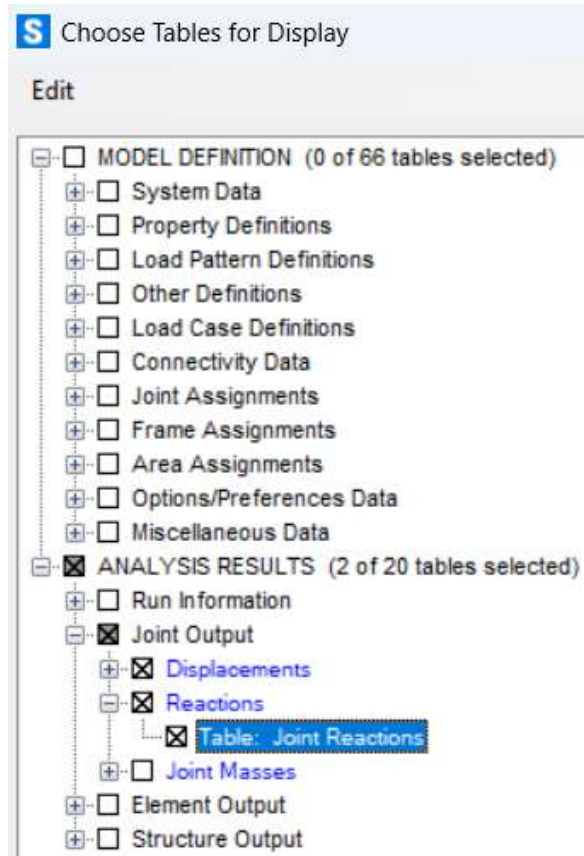 S Choose Tables for Display
Edit
MODEL DEFINITION (0 of 66 tables selected)
System Data
Property Definitions
Load Pattern Definitions
Other Definitions
Load Case Definitions
Connectivity Data
Joint Assignments
Frame Assignments
Area Assignments
Options/Preferences Data
Miscellaneous Data
ANALYSIS RESULTS (2 of 20 tables selected)
Run Information
Joint Output
Displacements
Reactions
Table: Joint Reactions
Joint Masses
Element Output
Structure Output